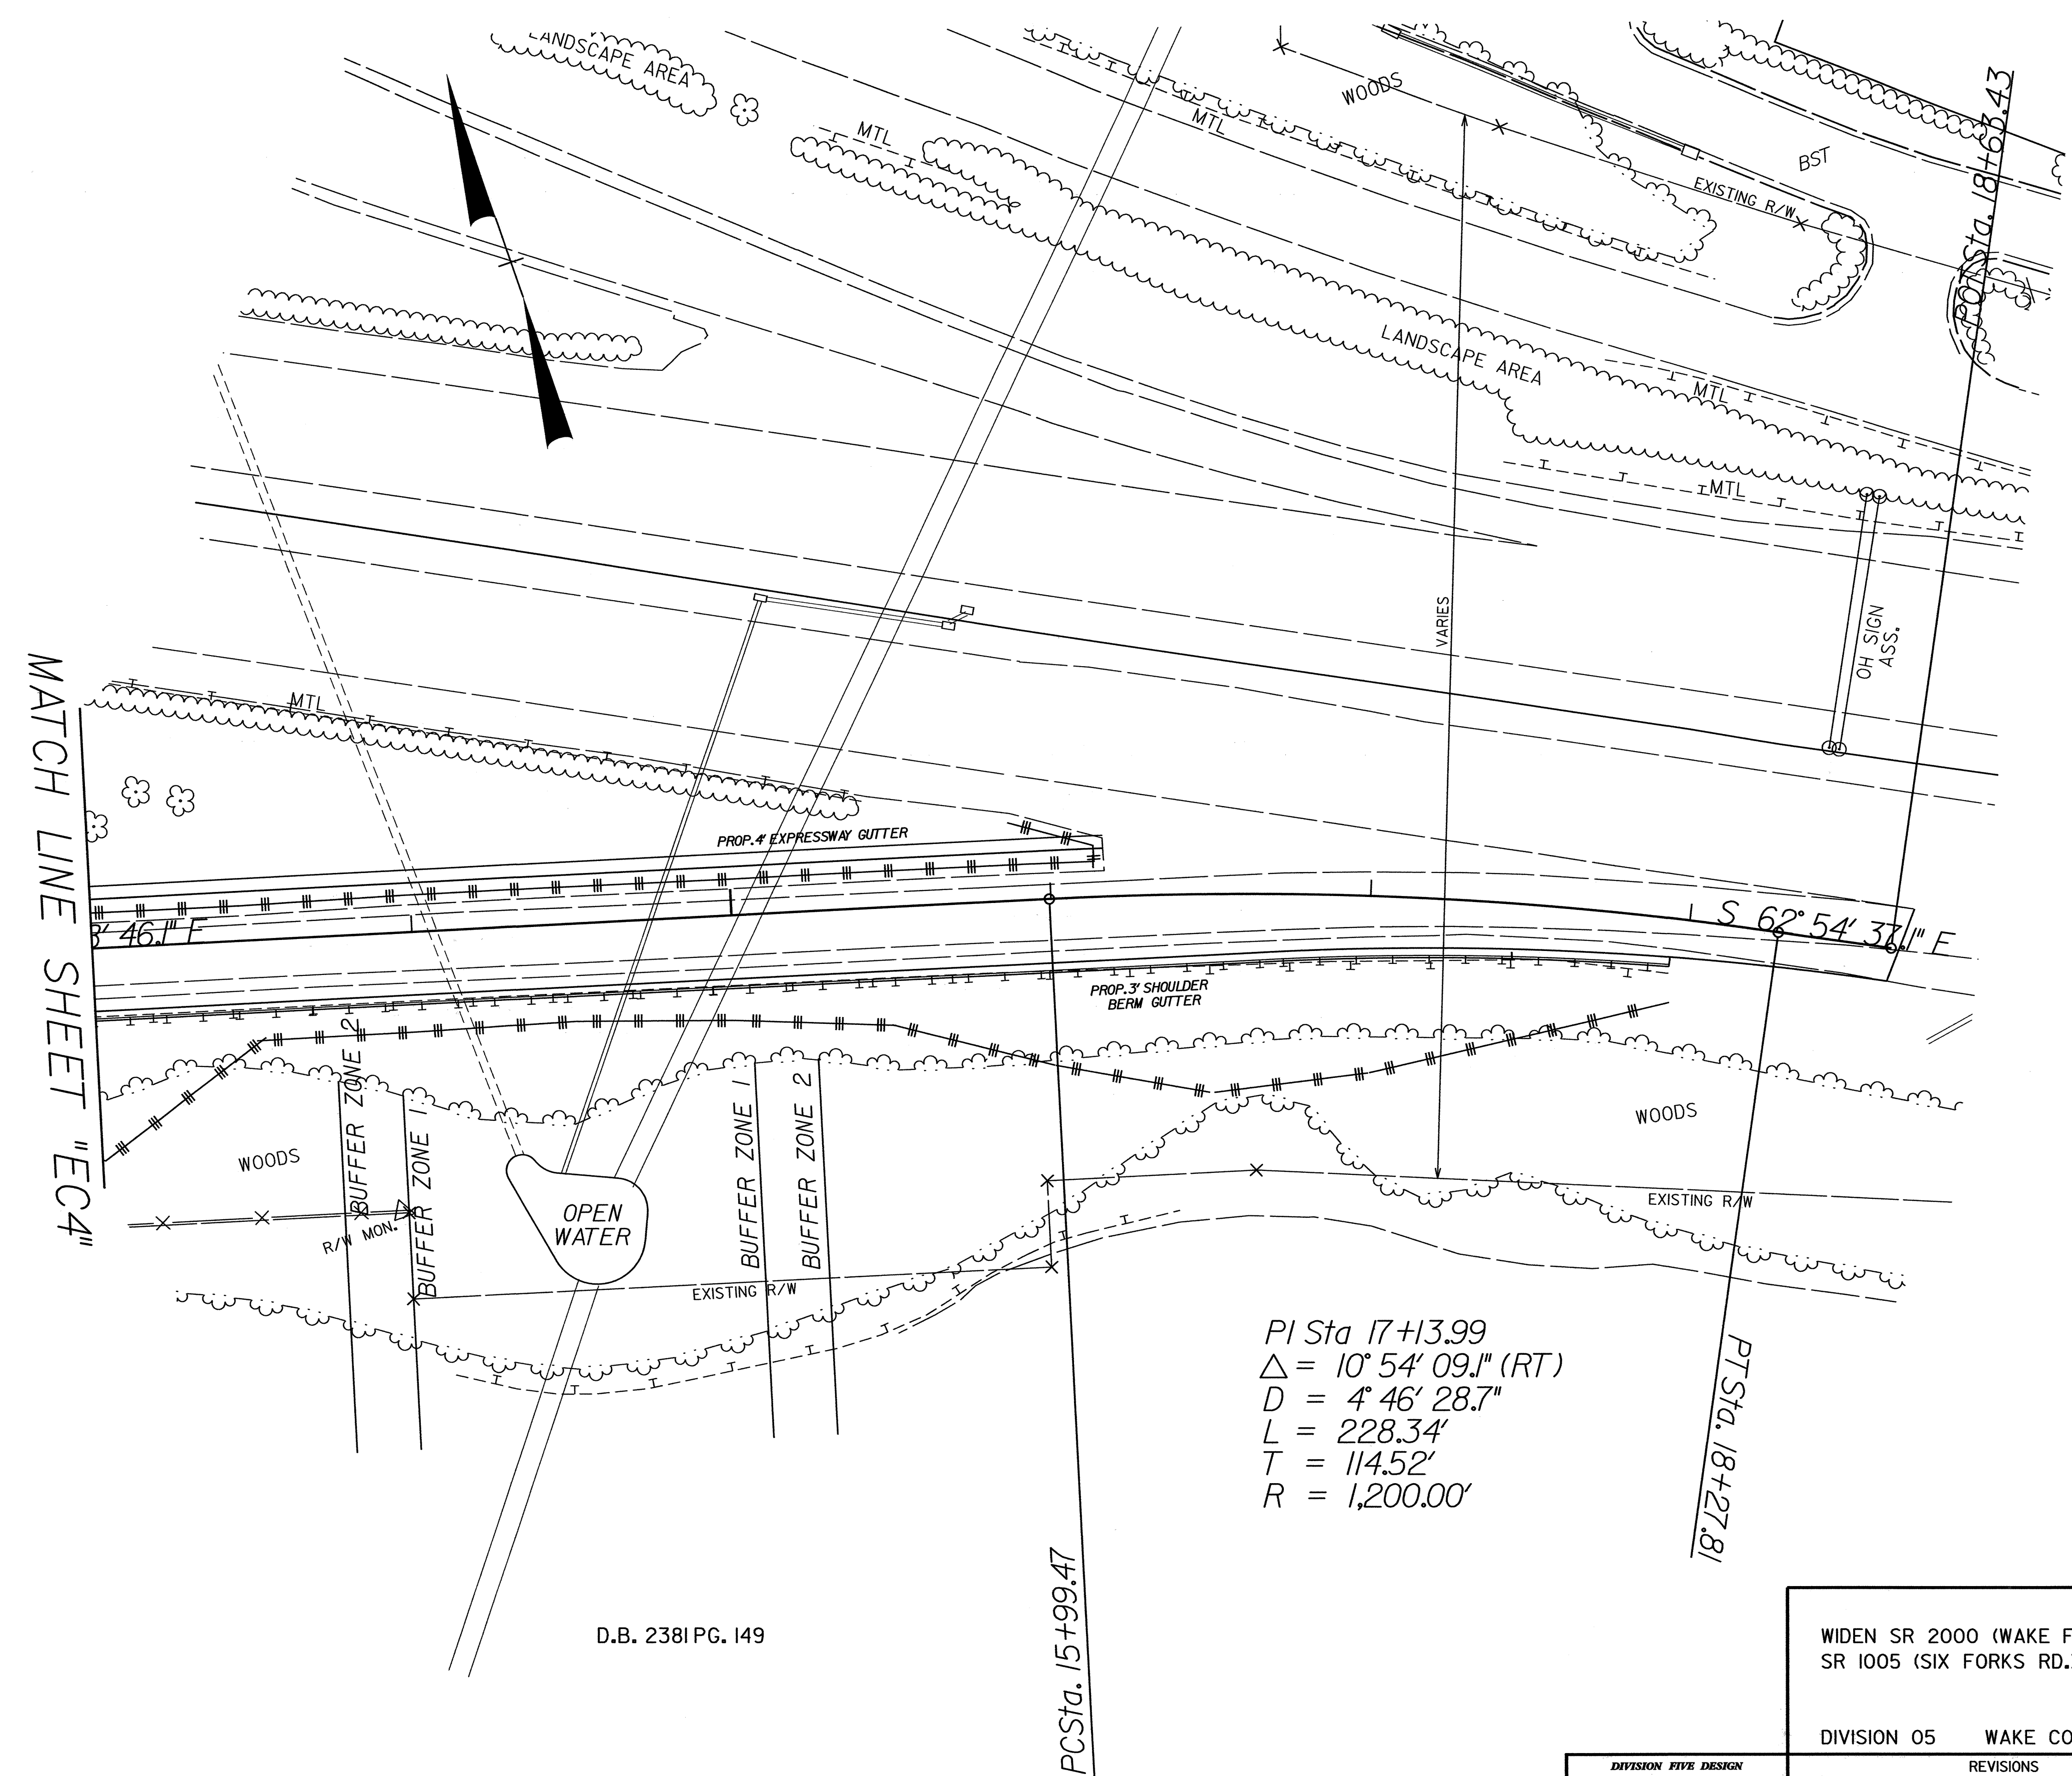 LANDSCAPE AREA
MTL
MTL
WOODS
BST
EXISTING R/W
POT Sta. 18+63.43
LANDSCAPE AREA
MTL
MTL
VARIES
OH SIGN
ASS.
MATCH LINE SHEET "EC4"
MTL
PROP. 4' EXPRESSWAY GUTTER
3' 46.1" E
S 62° 54' 37.1" E
PROP. 3' SHOULDER
BERM GUTTER
BUFFER ZONE 2
BUFFER ZONE 1
BUFFER ZONE 1
BUFFER ZONE 2
WOODS
WOODS
R/W MON.
OPEN
WATER
EXISTING R/W
EXISTING R/W
PI Sta 17+13.99
Δ = 10° 54' 09.1" (RT)
D = 4° 46' 28.7"
L = 228.34'
T = 114.52'
R = 1,200.00'
PT Sta. 18+27.81
PC Sta. 15+99.47
D.B. 2381 PG. 149
WIDEN SR 2000 (WAKE F
SR 1005 (SIX FORKS RD.
DIVISION 05 WAKE CO
DIVISION FIVE DESIGN
REVISIONS